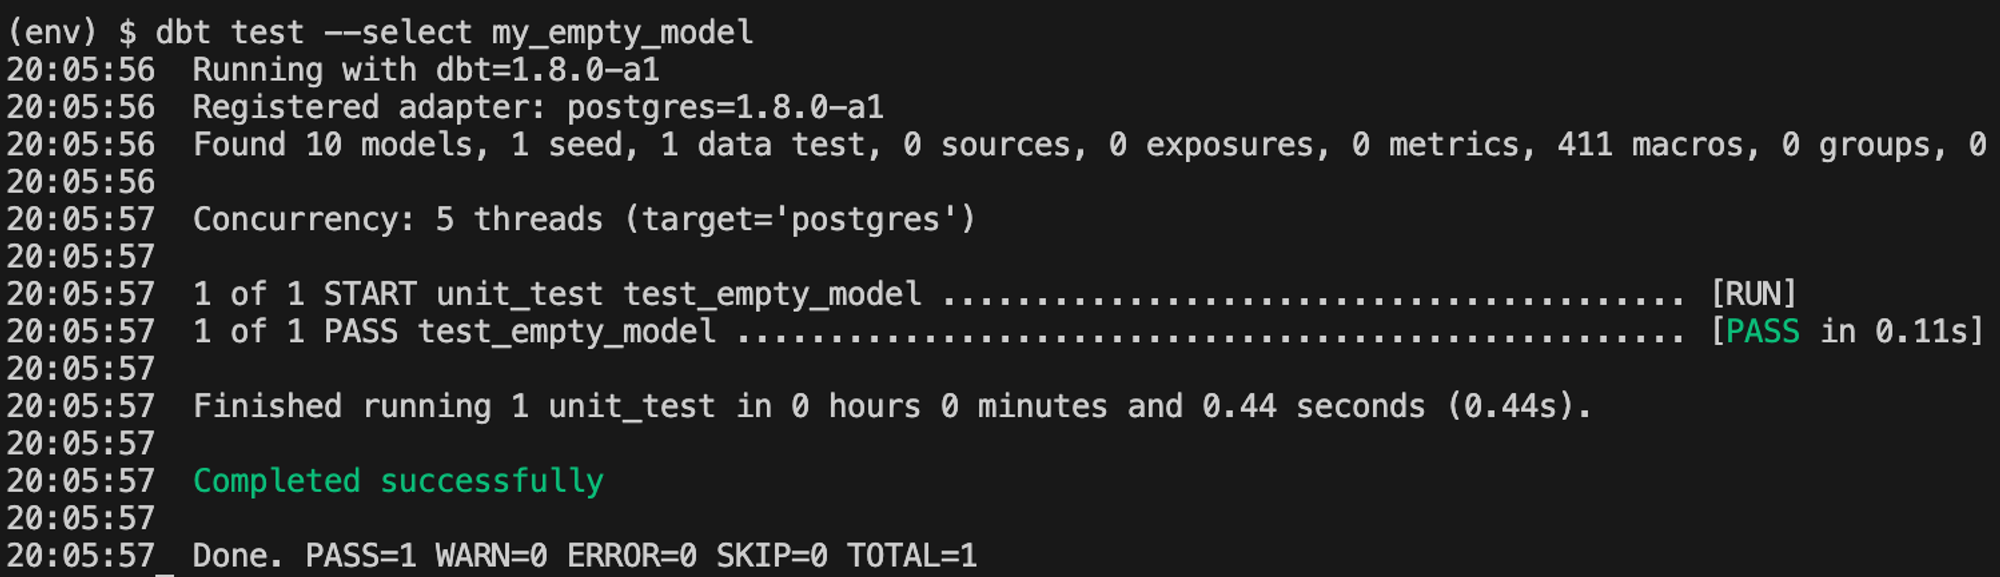 (env) $ dbt test --select my_empty_model
20:05:56  Running with dbt=1.8.0-a1
20:05:56  Registered adapter: postgres=1.8.0-a1
20:05:56  Found 10 models, 1 seed, 1 data test, 0 sources, 0 exposures, 0 metrics, 411 macros, 0 groups, 0
20:05:56
20:05:57  Concurrency: 5 threads (target='postgres')
20:05:57
20:05:57  1 of 1 START unit_test test_empty_model ........................................ [RUN]
20:05:57  1 of 1 PASS test_empty_model ................................................... [PASS in 0.11s]
20:05:57
20:05:57  Finished running 1 unit_test in 0 hours 0 minutes and 0.44 seconds (0.44s).
20:05:57
20:05:57  Completed successfully
20:05:57
20:05:57  Done. PASS=1 WARN=0 ERROR=0 SKIP=0 TOTAL=1